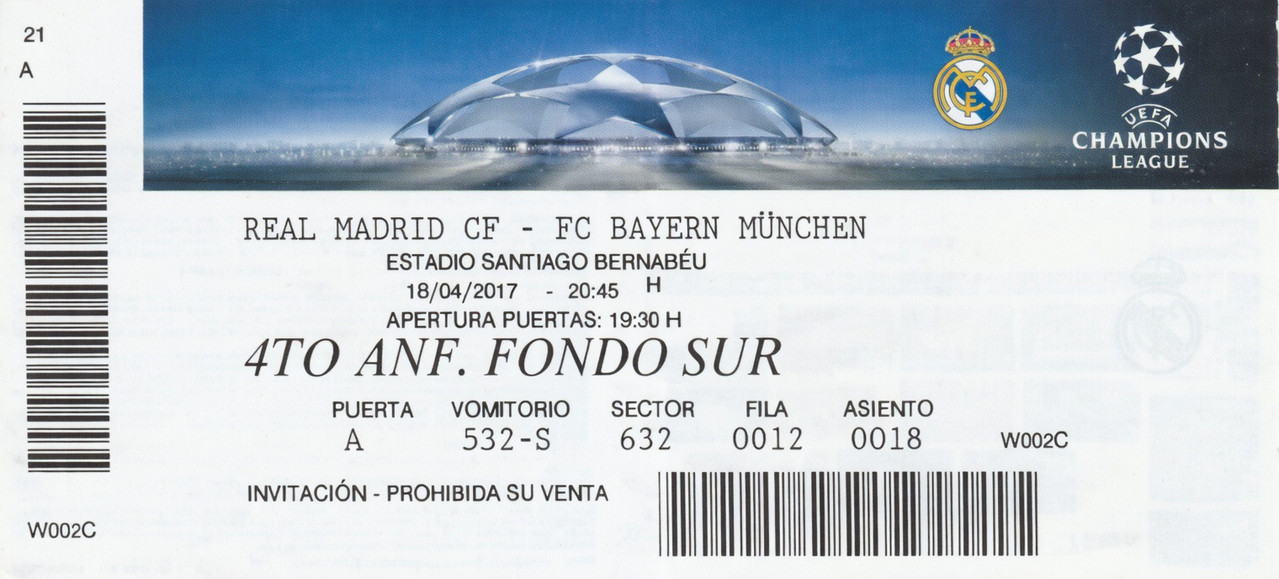 21
A
UEFA
CHAMPIONS
LEAGUE
REAL MADRID CF - FC BAYERN MÜNCHEN
ESTADIO SANTIAGO BERNABÉU
18/04/2017 - 20:45 H
APERTURA PUERTAS: 19:30 H
4TO ANF. FONDO SUR
PUERTA VOMITORIO SECTOR FILA ASIENTO
A 532-S 632 0012 0018 W002C
INVITACIÓN - PROHIBIDA SU VENTA
W002C